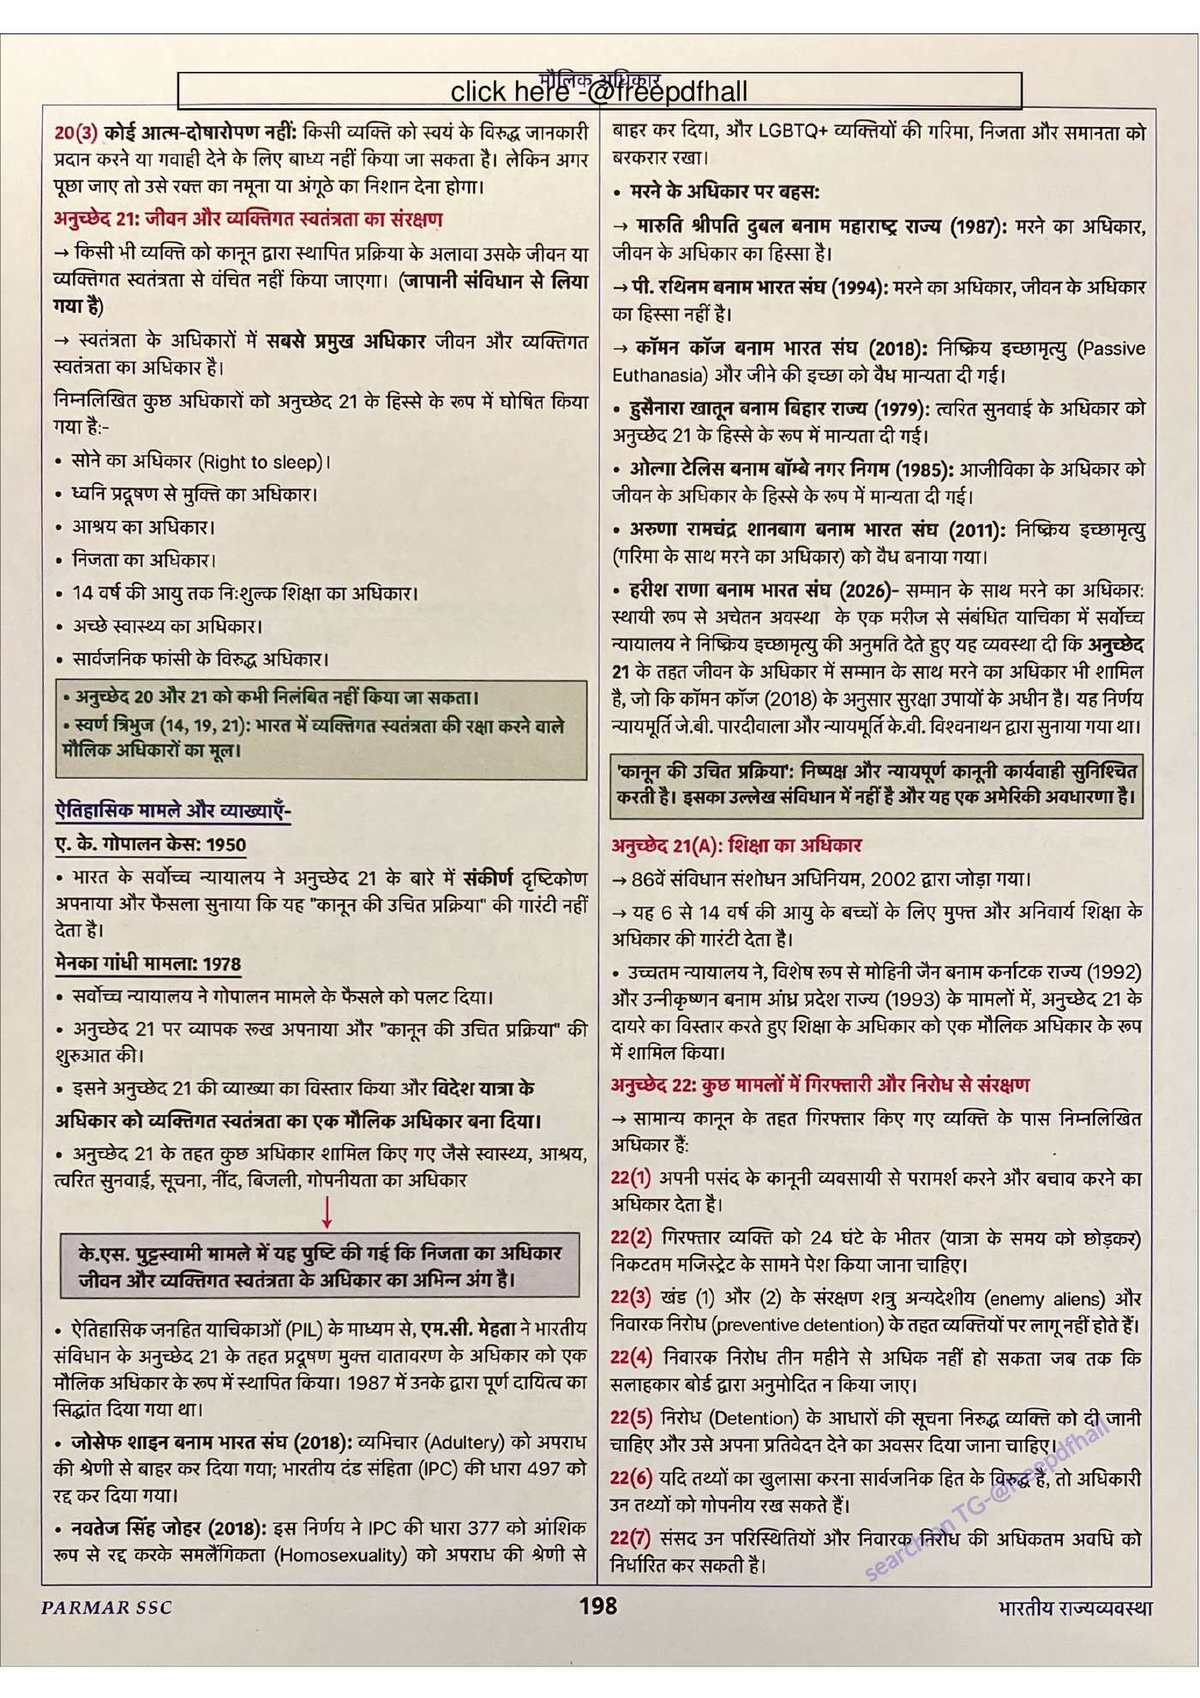 मौलिक अधिकार
click here -@freepdfhall
20(3) कोई आत्म-दोषारोपण नहीं: किसी व्यक्ति को स्वयं के विरुद्ध जानकारी
प्रदान करने या गवाही देने के लिए बाध्य नहीं किया जा सकता है। लेकिन अगर
पूछा जाए तो उसे रक्त का नमूना या अंगूठे का निशान देना होगा।
अनुच्छेद 21: जीवन और व्यक्तिगत स्वतंत्रता का संरक्षण
→ किसी भी व्यक्ति को कानून द्वारा स्थापित प्रक्रिया के अलावा उसके जीवन या
व्यक्तिगत स्वतंत्रता से वंचित नहीं किया जाएगा। (जापानी संविधान से लिया
गया है)
→ स्वतंत्रता के अधिकारों में सबसे प्रमुख अधिकार जीवन और व्यक्तिगत
स्वतंत्रता का अधिकार है।
निम्नलिखित कुछ अधिकारों को अनुच्छेद 21 के हिस्से के रूप में घोषित किया
गया है:-
• सोने का अधिकार (Right to sleep)।
• ध्वनि प्रदूषण से मुक्ति का अधिकार।
• आश्रय का अधिकार।
• निजता का अधिकार।
• 14 वर्ष की आयु तक निःशुल्क शिक्षा का अधिकार।
• अच्छे स्वास्थ्य का अधिकार।
• सार्वजनिक फांसी के विरुद्ध अधिकार।
• अनुच्छेद 20 और 21 को कभी निलंबित नहीं किया जा सकता।
• स्वर्ण त्रिभुज (14, 19, 21): भारत में व्यक्तिगत स्वतंत्रता की रक्षा करने वाले
मौलिक अधिकारों का मूल।
ऐतिहासिक मामले और व्याख्याएँ-
ए. के. गोपालन केस: 1950
• भारत के सर्वोच्च न्यायालय ने अनुच्छेद 21 के बारे में संकीर्ण दृष्टिकोण
अपनाया और फैसला सुनाया कि यह "कानून की उचित प्रक्रिया" की गारंटी नहीं
देता है।
मेनका गांधी मामला: 1978
• सर्वोच्च न्यायालय ने गोपालन मामले के फैसले को पलट दिया।
• अनुच्छेद 21 पर व्यापक रूख अपनाया और "कानून की उचित प्रक्रिया" की
शुरुआत की।
• इसने अनुच्छेद 21 की व्याख्या का विस्तार किया और विदेश यात्रा के
अधिकार को व्यक्तिगत स्वतंत्रता का एक मौलिक अधिकार बना दिया।
• अनुच्छेद 21 के तहत कुछ अधिकार शामिल किए गए जैसे स्वास्थ्य, आश्रय,
त्वरित सुनवाई, सूचना, नींद, बिजली, गोपनीयता का अधिकार
↓
के.एस. पुट्टस्वामी मामले में यह पुष्टि की गई कि निजता का अधिकार
जीवन और व्यक्तिगत स्वतंत्रता के अधिकार का अभिन्न अंग है।
• ऐतिहासिक जनहित याचिकाओं (PIL) के माध्यम से, एम.सी. मेहता ने भारतीय
संविधान के अनुच्छेद 21 के तहत प्रदूषण मुक्त वातावरण के अधिकार को एक
मौलिक अधिकार के रूप में स्थापित किया। 1987 में उनके द्वारा पूर्ण दायित्व का
सिद्धांत दिया गया था।
• जोसेफ शाइन बनाम भारत संघ (2018): व्यभिचार (Adultery) को अपराध
की श्रेणी से बाहर कर दिया गया; भारतीय दंड संहिता (IPC) की धारा 497 को
रद्द कर दिया गया।
• नवतेज सिंह जोहर (2018): इस निर्णय ने IPC की धारा 377 को आंशिक
रूप से रद्द करके समलैंगिकता (Homosexuality) को अपराध की श्रेणी से
बाहर कर दिया, और LGBTQ+ व्यक्तियों की गरिमा, निजता और समानता को
बरकरार रखा।
• मरने के अधिकार पर बहस:
→ मारुति श्रीपति दुबल बनाम महाराष्ट्र राज्य (1987): मरने का अधिकार,
जीवन के अधिकार का हिस्सा है।
→ पी. रथिनम बनाम भारत संघ (1994): मरने का अधिकार, जीवन के अधिकार
का हिस्सा नहीं है।
→ कॉमन कॉज बनाम भारत संघ (2018): निष्क्रिय इच्छामृत्यु (Passive
Euthanasia) और जीने की इच्छा को वैध मान्यता दी गई।
• हुसैनारा खातून बनाम बिहार राज्य (1979): त्वरित सुनवाई के अधिकार को
अनुच्छेद 21 के हिस्से के रूप में मान्यता दी गई।
• ओल्गा टेलिस बनाम बॉम्बे नगर निगम (1985): आजीविका के अधिकार को
जीवन के अधिकार के हिस्से के रूप में मान्यता दी गई।
• अरुणा रामचंद्र शानबाग बनाम भारत संघ (2011): निष्क्रिय इच्छामृत्यु
(गरिमा के साथ मरने का अधिकार) को वैध बनाया गया।
• हरीश राणा बनाम भारत संघ (2026)- सम्मान के साथ मरने का अधिकार:
स्थायी रूप से अचेतन अवस्था के एक मरीज से संबंधित याचिका में सर्वोच्च
न्यायालय ने निष्क्रिय इच्छामृत्यु की अनुमति देते हुए यह व्यवस्था दी कि अनुच्छेद
21 के तहत जीवन के अधिकार में सम्मान के साथ मरने का अधिकार भी शामिल
है, जो कि कॉमन कॉज (2018) के अनुसार सुरक्षा उपायों के अधीन है। यह निर्णय
न्यायमूर्ति जे.बी. पारदीवाला और न्यायमूर्ति के.वी. विश्वनाथन द्वारा सुनाया गया था।
'कानून की उचित प्रक्रिया': निष्पक्ष और न्यायपूर्ण कानूनी कार्यवाही सुनिश्चित
करती है। इसका उल्लेख संविधान में नहीं है और यह एक अमेरिकी अवधारणा है।
अनुच्छेद 21(A): शिक्षा का अधिकार
→ 86वें संविधान संशोधन अधिनियम, 2002 द्वारा जोड़ा गया।
→ यह 6 से 14 वर्ष की आयु के बच्चों के लिए मुफ्त और अनिवार्य शिक्षा के
अधिकार की गारंटी देता है।
• उच्चतम न्यायालय ने, विशेष रूप से मोहिनी जैन बनाम कर्नाटक राज्य (1992)
और उन्नीकृष्णन बनाम आंध्र प्रदेश राज्य (1993) के मामलों में, अनुच्छेद 21 के
दायरे का विस्तार करते हुए शिक्षा के अधिकार को एक मौलिक अधिकार के रूप
में शामिल किया।
अनुच्छेद 22: कुछ मामलों में गिरफ्तारी और निरोध से संरक्षण
→ सामान्य कानून के तहत गिरफ्तार किए गए व्यक्ति के पास निम्नलिखित
अधिकार हैं:
22(1) अपनी पसंद के कानूनी व्यवसायी से परामर्श करने और बचाव करने का
अधिकार देता है।
22(2) गिरफ्तार व्यक्ति को 24 घंटे के भीतर (यात्रा के समय को छोड़कर)
निकटतम मजिस्ट्रेट के सामने पेश किया जाना चाहिए।
22(3) खंड (1) और (2) के संरक्षण शत्रु अन्यदेशीय (enemy aliens) और
निवारक निरोध (preventive detention) के तहत व्यक्तियों पर लागू नहीं होते हैं।
22(4) निवारक निरोध तीन महीने से अधिक नहीं हो सकता जब तक कि
सलाहकार बोर्ड द्वारा अनुमोदित न किया जाए।
22(5) निरोध (Detention) के आधारों की सूचना निरुद्ध व्यक्ति को दी जानी
चाहिए और उसे अपना प्रतिवेदन देने का अवसर दिया जाना चाहिए।
22(6) यदि तथ्यों का खुलासा करना सार्वजनिक हित के विरुद्ध है, तो अधिकारी
उन तथ्यों को गोपनीय रख सकते हैं।
22(7) संसद उन परिस्थितियों और निवारक निरोध की अधिकतम अवधि को
निर्धारित कर सकती है।
search on TG-@freepdfhall
PARMAR SSC
198
भारतीय राज्यव्यवस्था